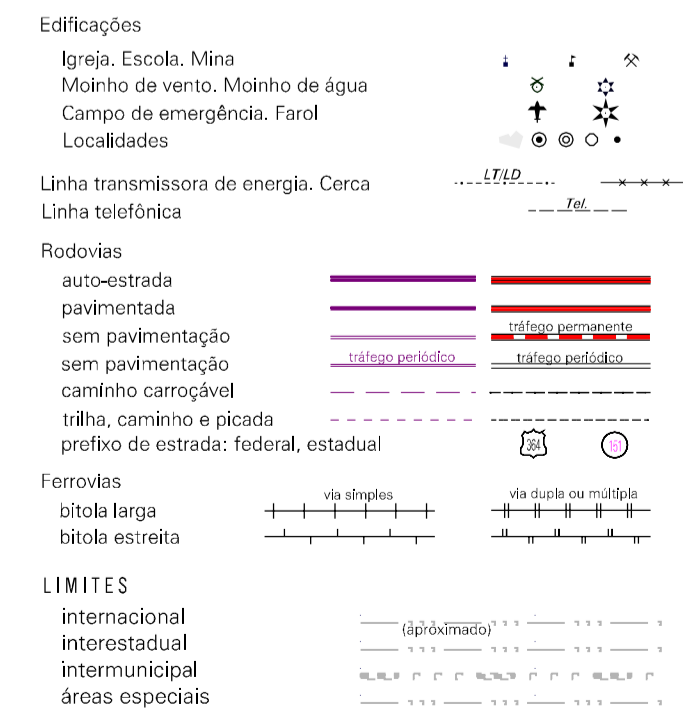 Edificações
Igreja. Escola. Mina
Moinho de vento. Moinho de água
Campo de emergência. Farol
Localidades
Linha transmissora de energia. Cerca LT/LD
Linha telefônica Tel.
Rodovias
auto-estrada
pavimentada
tráfego permanente
sem pavimentação
sem pavimentação tráfego periódico tráfego periódico
caminho carroçável
trilha, caminho e picada
prefixo de estrada: federal, estadual 364 151
Ferrovias
via simples via dupla ou múltipla
bitola larga
bitola estreita
LIMITES
internacional
(aproximado)
interestadual
intermunicipal
áreas especiais